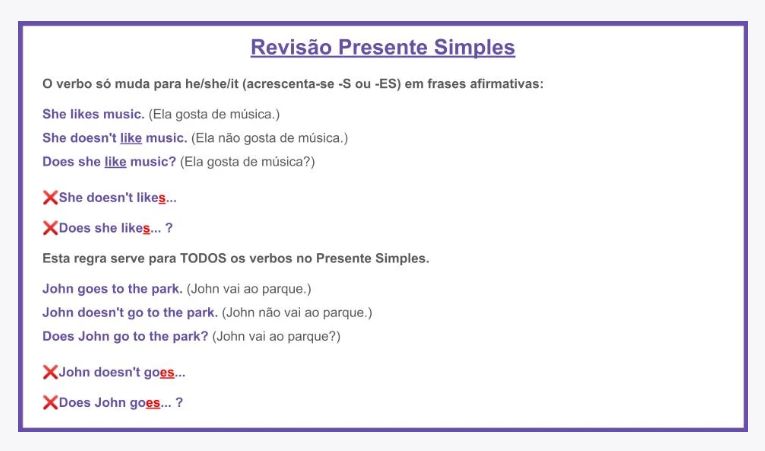 Revisão Presente Simples
O verbo só muda para he/she/it (acrescenta-se -S ou -ES) em frases afirmativas:
She likes music. (Ela gosta de música.)
She doesn't like music. (Ela não gosta de música.)
Does she like music? (Ela gosta de música?)
❌She doesn't likes...
❌Does she likes... ?
Esta regra serve para TODOS os verbos no Presente Simples.
John goes to the park. (John vai ao parque.)
John doesn't go to the park. (John não vai ao parque.)
Does John go to the park? (John vai ao parque?)
❌John doesn't goes...
❌Does John goes... ?